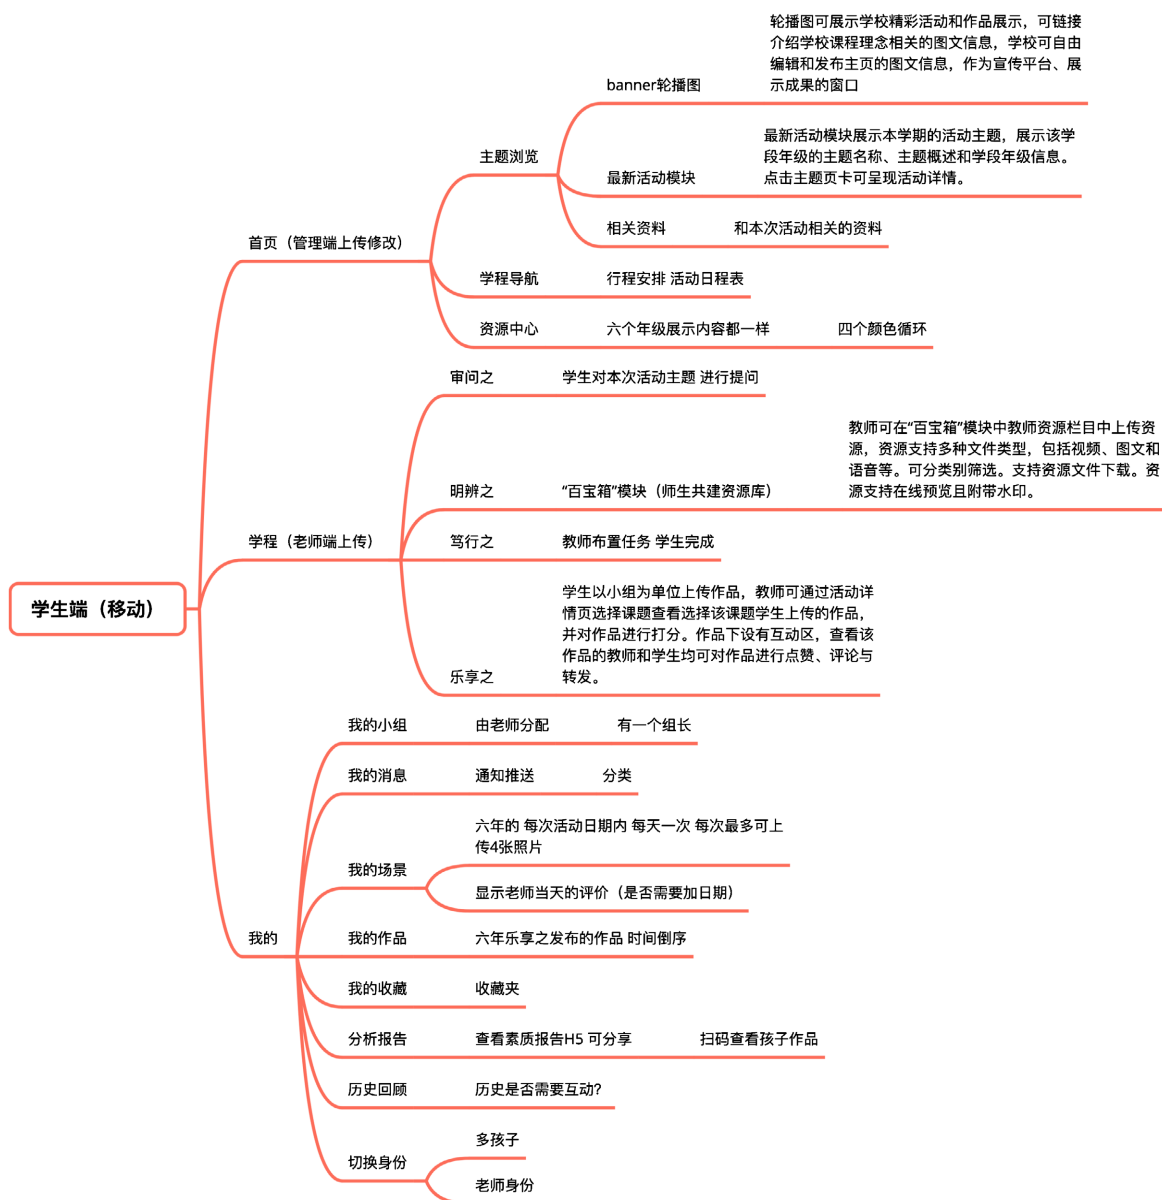 学生端（移动）
首页（管理端上传修改）
主题浏览
banner轮播图
轮播图可展示学校精彩活动和作品展示，可链接
介绍学校课程理念相关的图文信息，学校可自由
编辑和发布主页的图文信息，作为宣传平台、展
示成果的窗口
最新活动模块
最新活动模块展示本学期的活动主题，展示该学
段年级的主题名称、主题概述和学段年级信息。
点击主题页卡可呈现活动详情。
相关资料
和本次活动相关的资料
学程导航
行程安排 活动日程表
资源中心
六个年级展示内容都一样
四个颜色循环
学程（老师端上传）
审问之
学生对本次活动主题 进行提问
明辨之
“百宝箱”模块（师生共建资源库）
教师可在“百宝箱”模块中教师资源栏目中上传资
源，资源支持多种文件类型，包括视频、图文和
语音等。可分类别筛选。支持资源文件下载。资
源支持在线预览且附带水印。
笃行之
教师布置任务 学生完成
乐享之
学生以小组为单位上传作品，教师可通过活动详
情页选择课题查看选择该课题学生上传的作品，
并对作品进行打分。作品下设有互动区，查看该
作品的教师和学生均可对作品进行点赞、评论与
转发。
我的
我的小组
由老师分配
有一个组长
我的消息
通知推送
分类
我的场景
六年的 每次活动日期内 每天一次 每次最多可上
传4张照片
显示老师当天的评价（是否需要加日期）
我的作品
六年乐享之发布的作品 时间倒序
我的收藏
收藏夹
分析报告
查看素质报告H5 可分享
扫码查看孩子作品
历史回顾
历史是否需要互动？
切换身份
多孩子
老师身份